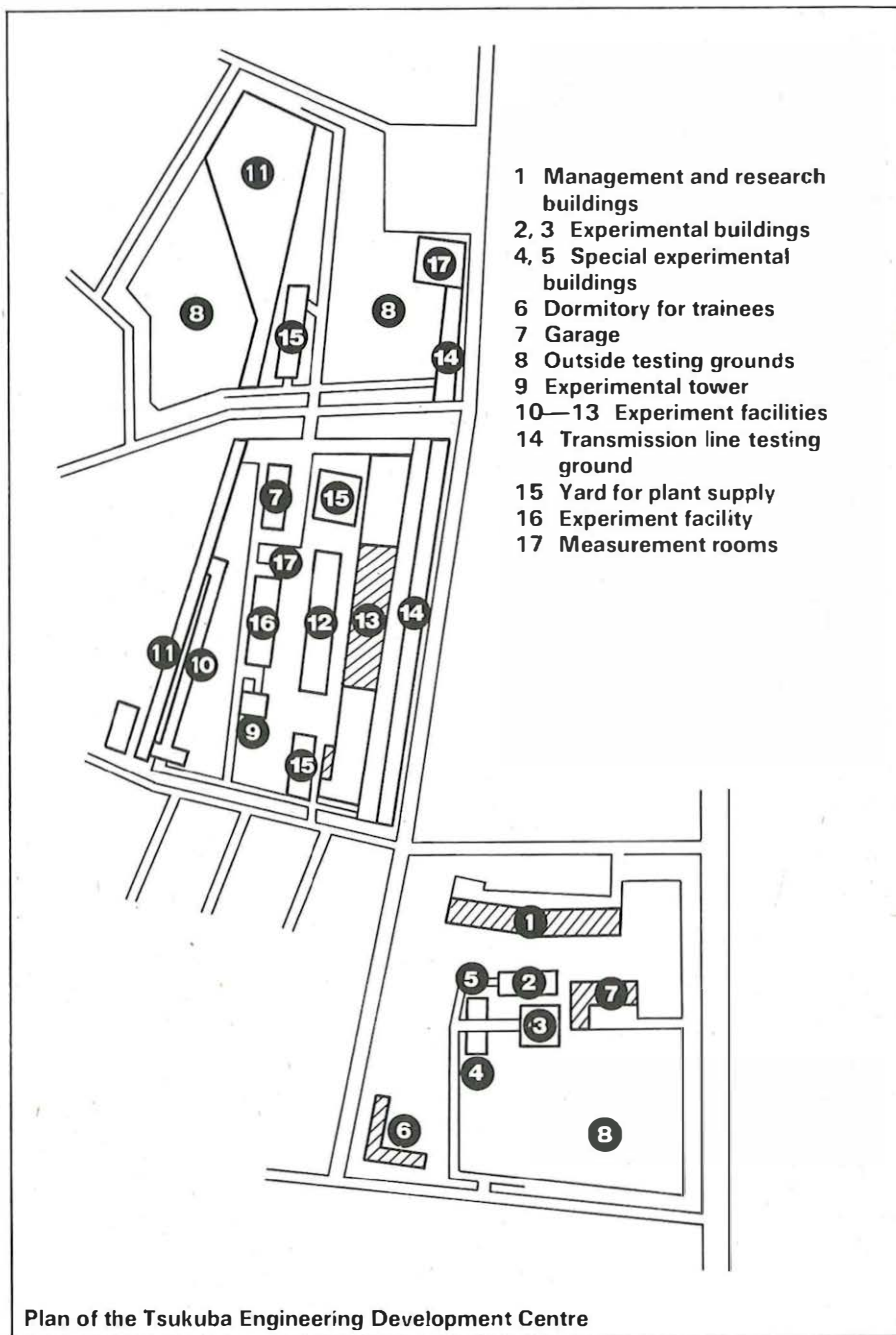 1 Management and research
buildings
2, 3 Experimental buildings
4, 5 Special experimental
buildings
6 Dormitory for trainees
7 Garage
8 Outside testing grounds
9 Experimental tower
10—13 Experiment facilities
14 Transmission line testing
ground
15 Yard for plant supply
16 Experiment facility
17 Measurement rooms
11
17
8
8
15
14
7
15
17
16
12
13
14
11
10
9
15
1
5
2
7
3
4
6
8
Plan of the Tsukuba Engineering Development Centre